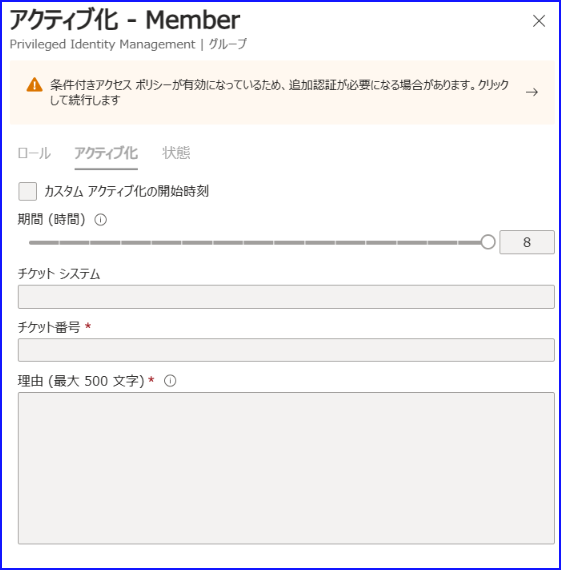 アクティブ化 - Member
Privileged Identity Management | グループ
条件付きアクセス ポリシーが有効になっているため、追加認証が必要になる場合があります。クリック
して続行します
ロール アクティブ化 状態
カスタム アクティブ化の開始時刻
期間 (時間)
8
チケット システム
チケット番号 *
理由 (最大 500 文字) *